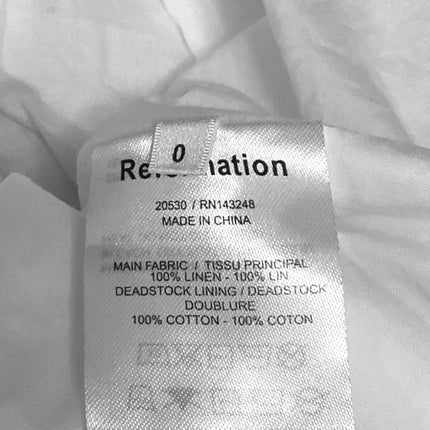 0
Re mation
20530 / RN143248
MADE IN CHINA
MAIN FABRIC / TISSU PRINCIPAL
100% LINEN - 100% LIN
DEADSTOCK LINING / DEADSTOCK
DOUBLURE
100% COTTON - 100% COTON